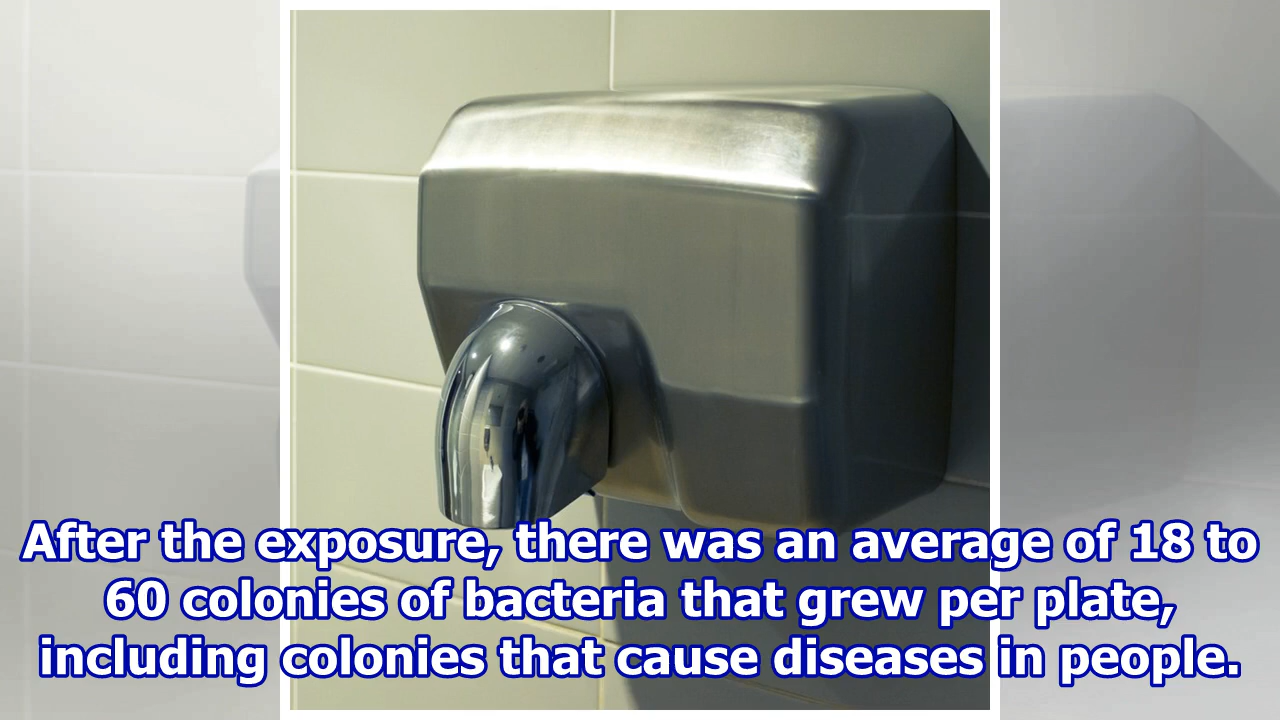 After the exposure, there was an average of 18 to
60 colonies of bacteria that grew per plate,
including colonies that cause diseases in people.